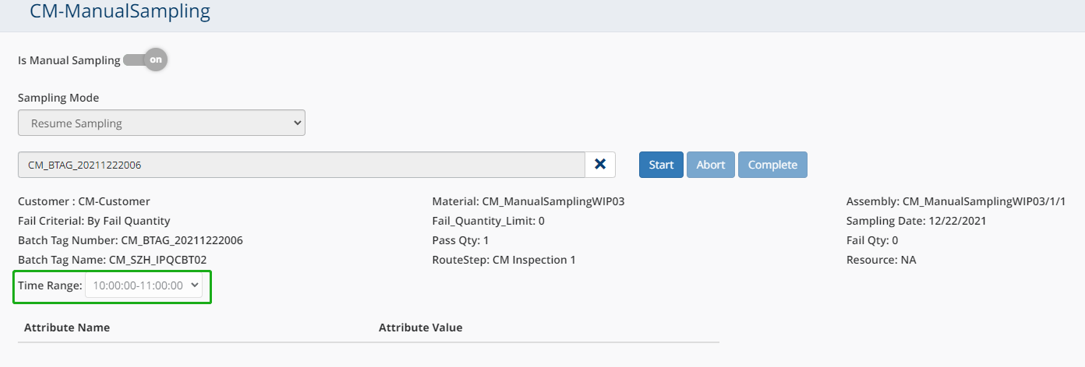 CM-ManualSampling
Is Manual Sampling on
Sampling Mode
Resume Sampling
CM_BTAG_20211222006 Start Abort Complete
Customer : CM-Customer Material: CM_ManualSamplingWIP03 Assembly: CM_ManualSamplingWIP03/1/1
Fail Criterial: By Fail Quantity Fail_Quantity_Limit: 0 Sampling Date: 12/22/2021
Batch Tag Number: CM_BTAG_20211222006 Pass Qty: 1 Fail Qty: 0
Batch Tag Name: CM_SZH_IPQCBT02 RouteStep: CM Inspection 1 Resource: NA
Time Range: 10:00:00-11:00:00
Attribute Name Attribute Value